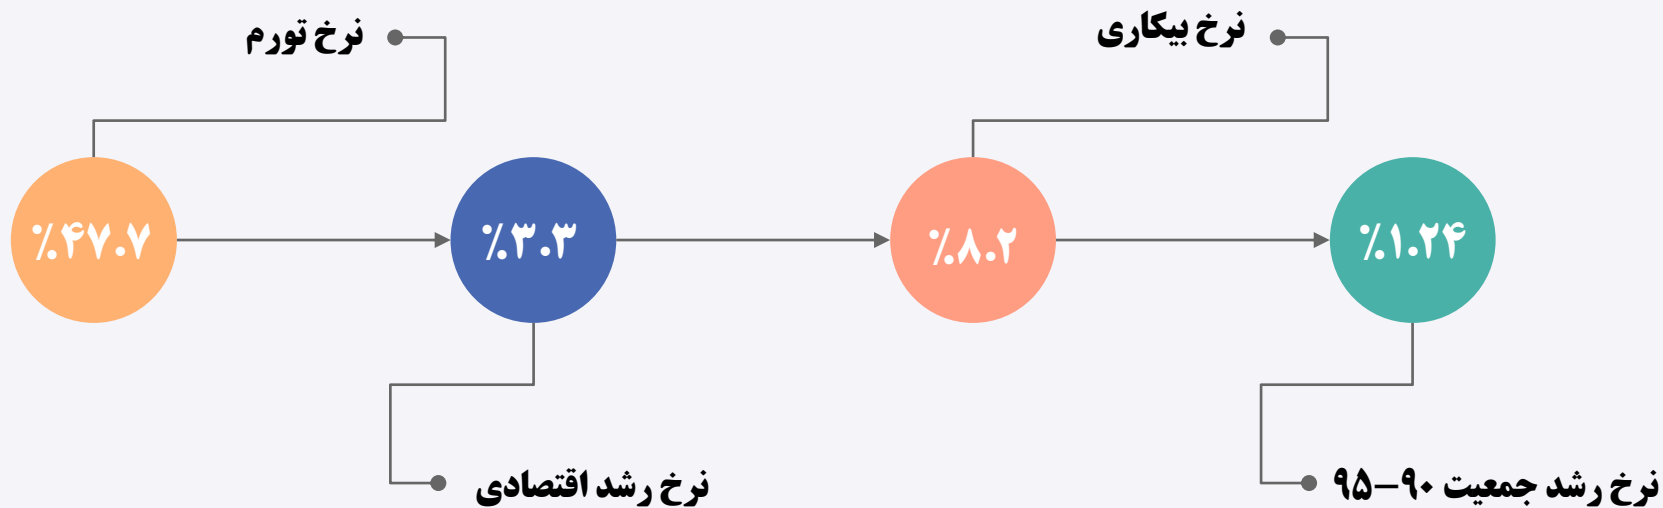 نرخ بیکاری
نرخ تورم
٪۱.۲۴
٪۸.۲
٪۳.۳
٪۴۷.۷
نرخ رشد جمعیت ۹۰-۹۵
نرخ رشد اقتصادی